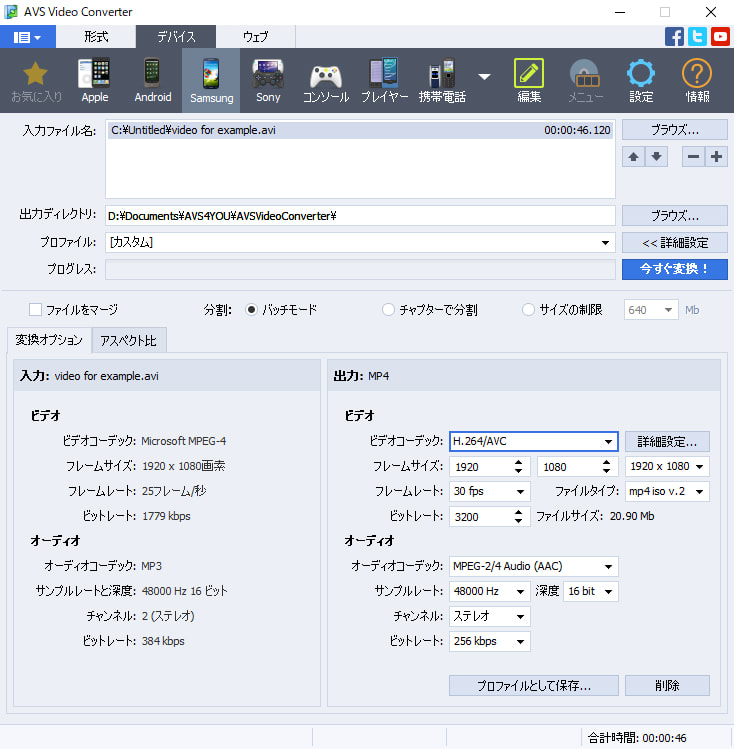 AVS Video Converter
形式 デバイス ウェブ
お気に入り Apple Android Samsung Sony コンソール プレイヤー 携帯電話 編集 メニュー 設定 情報
入力ファイル名: C:¥Untitled¥video for example.avi 00:00:46.120 ブラウズ...
出力ディレクトリ: D:¥Documents¥AVS4YOU¥AVSVideoConverter¥ ブラウズ...
プロファイル: [カスタム] << 詳細設定
プログレス: 今すぐ変換!
ファイルをマージ 分割: バッチモード チャプターで分割 サイズの制限 640 Mb
変換オプション アスペクト比
入力: video for example.avi
ビデオ
ビデオコーデック: Microsoft MPEG-4
フレームサイズ: 1920 x 1080画素
フレームレート: 25フレーム/秒
ビットレート: 1779 kbps
オーディオ
オーディオコーデック: MP3
サンプルレートと深度: 48000 Hz 16 ビット
チャンネル: 2 (ステレオ)
ビットレート: 384 kbps
出力: MP4
ビデオ
ビデオコーデック: H.264/AVC 詳細設定...
フレームサイズ: 1920 1080 1920 x 1080
フレームレート: 30 fps ファイルタイプ: mp4 iso v.2
ビットレート: 3200 ファイルサイズ: 20.90 Mb
オーディオ
オーディオコーデック: MPEG-2/4 Audio (AAC)
サンプルレート: 48000 Hz 深度 16 bit
チャンネル: ステレオ
ビットレート: 256 kbps
プロファイルとして保存... 削除
合計時間: 00:00:46